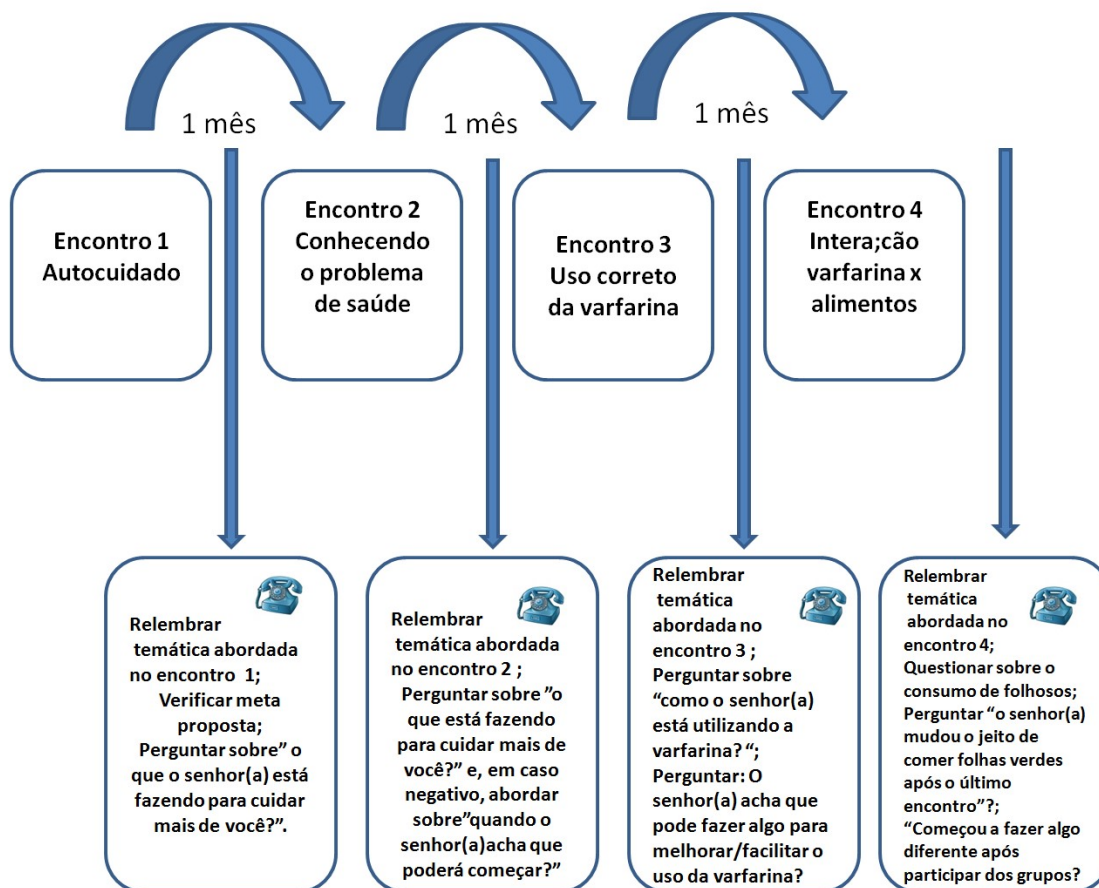 1 mês
1 mês
1 mês
Encontro 1
Autocuidado
Encontro 2
Conhecendo
o problema
de saúde
Encontro 3
Uso correto
da varfarina
Encontro 4
Intera;cão
varfarina x
alimentos
Relembrar
temática abordada
no encontro 1;
Verificar meta
proposta;
Perguntar sobre” o
que o senhor(a) está
fazendo para cuidar
mais de você?”.
Relembrar
temática abordada
no encontro 2 ;
Perguntar sobre ”o
que está fazendo
para cuidar mais de
você?” e, em caso
negativo, abordar
sobre”quando o
senhor(a)acha que
poderá começar?”
Relembrar
temática
abordada no
encontro 3 ;
Perguntar sobre
“como o senhor(a)
está utilizando a
varfarina? “;
Perguntar: O
senhor(a) acha que
pode fazer algo para
melhorar/facilitar o
uso da varfarina?
Relembrar
temática
abordada no
encontro 4;
Questionar sobre o
consumo de folhosos;
Perguntar “o senhor(a)
mudou o jeito de
comer folhas verdes
após o último
encontro”?;
“Começou a fazer algo
diferente após
participar dos grupos?